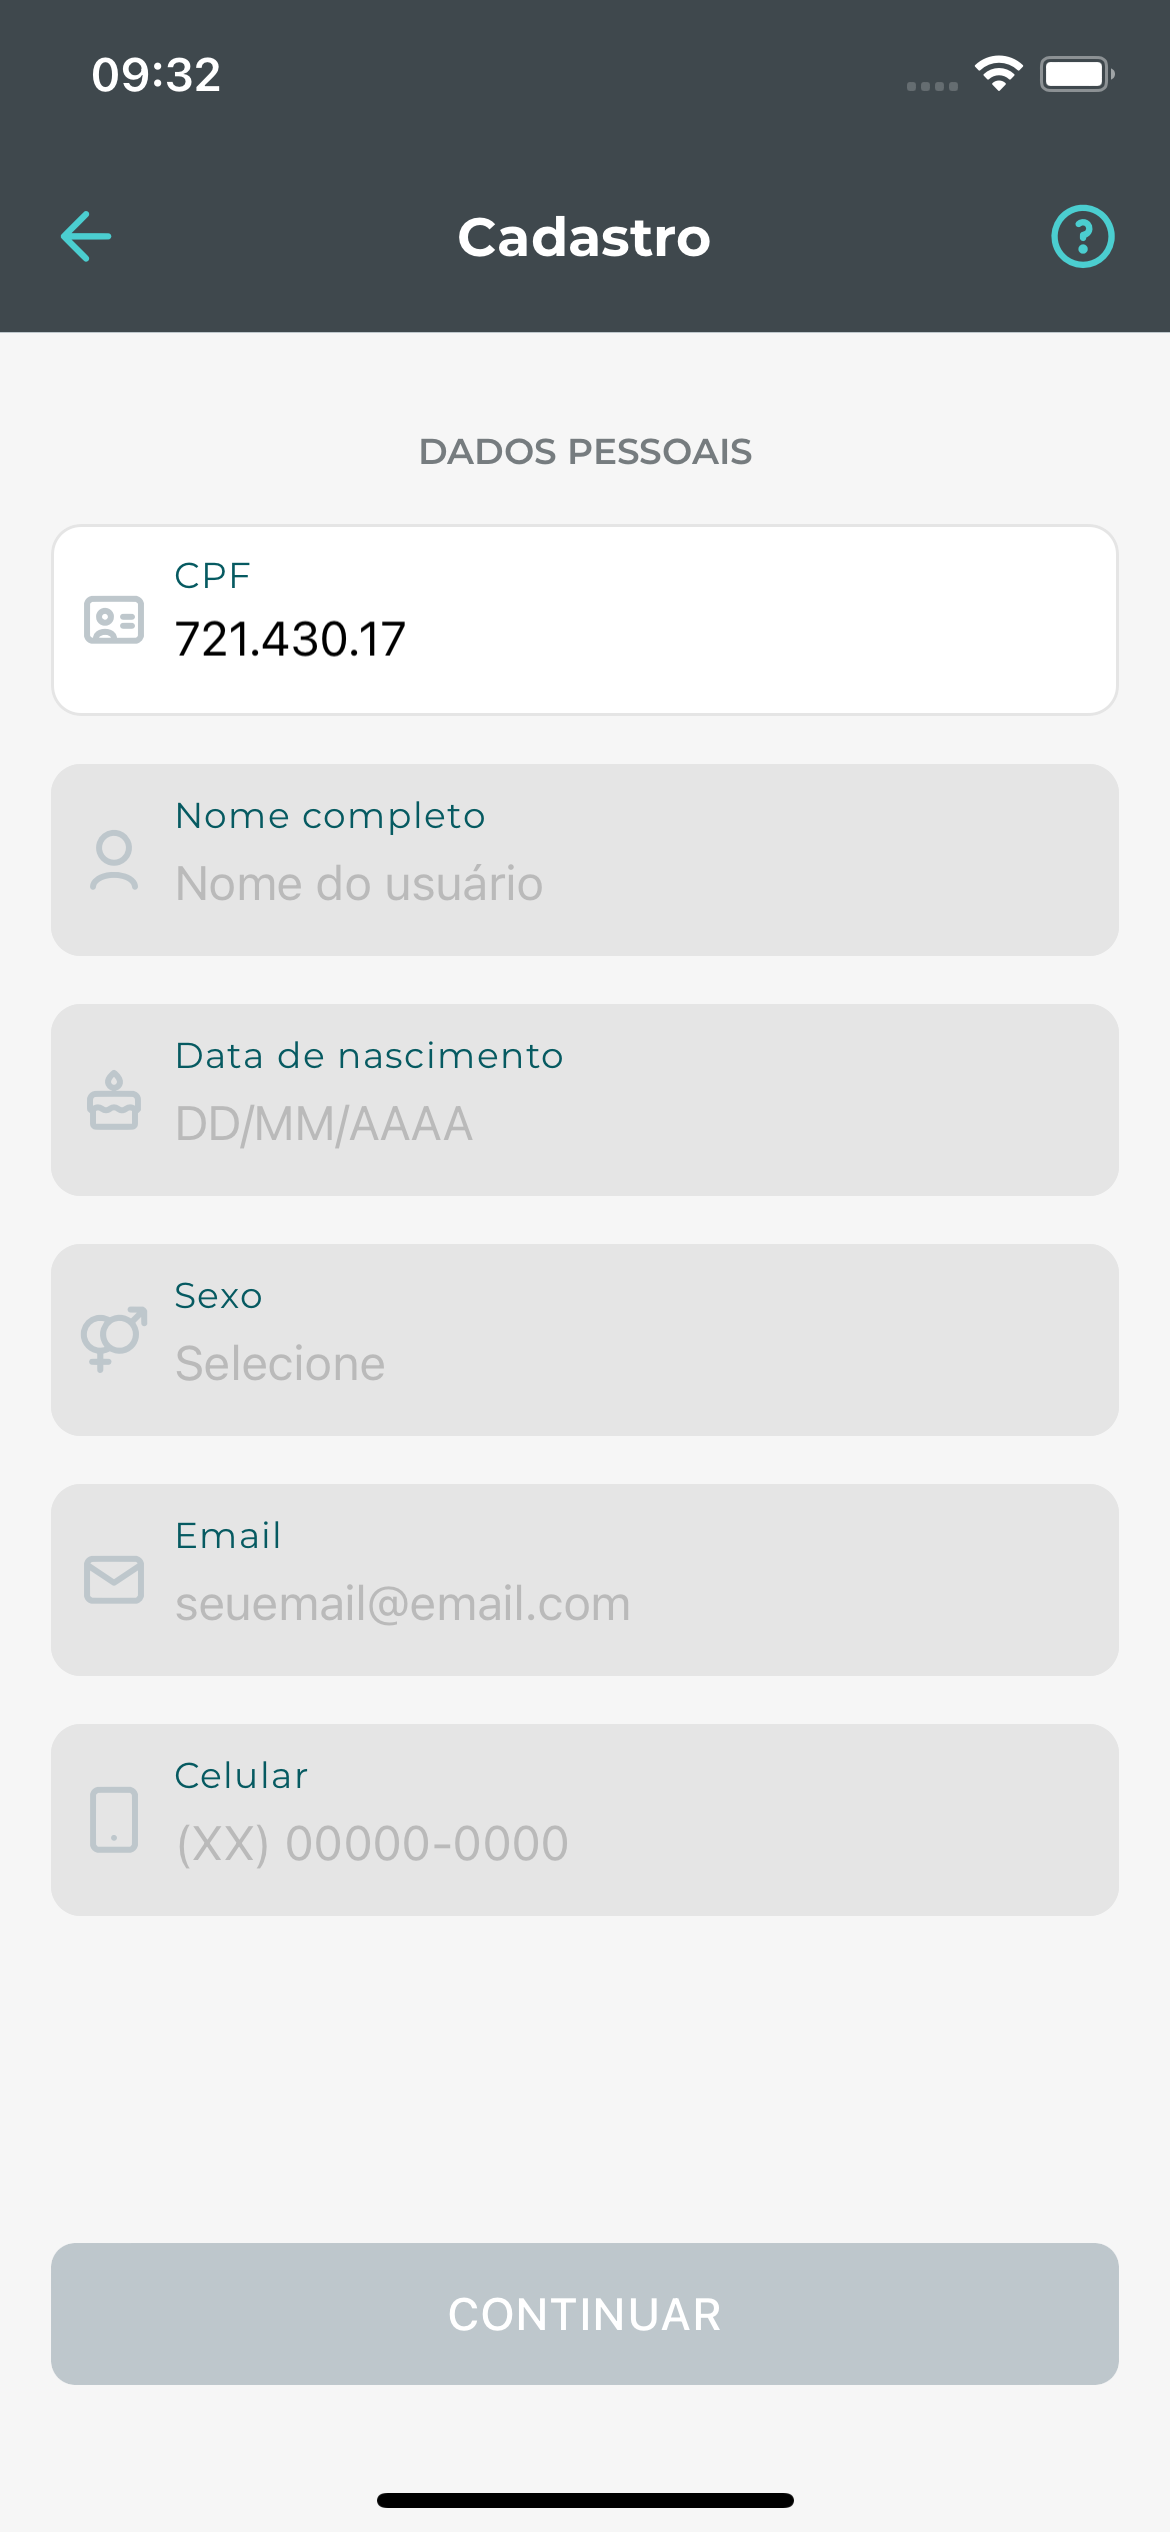 09:32
Cadastro
DADOS PESSOAIS
CPF
721.430.17
Nome completo
Nome do usuário
Data de nascimento
DD/MM/AAAA
Sexo
Selecione
Email
seuemail@email.com
Celular
(XX) 00000-0000
CONTINUAR